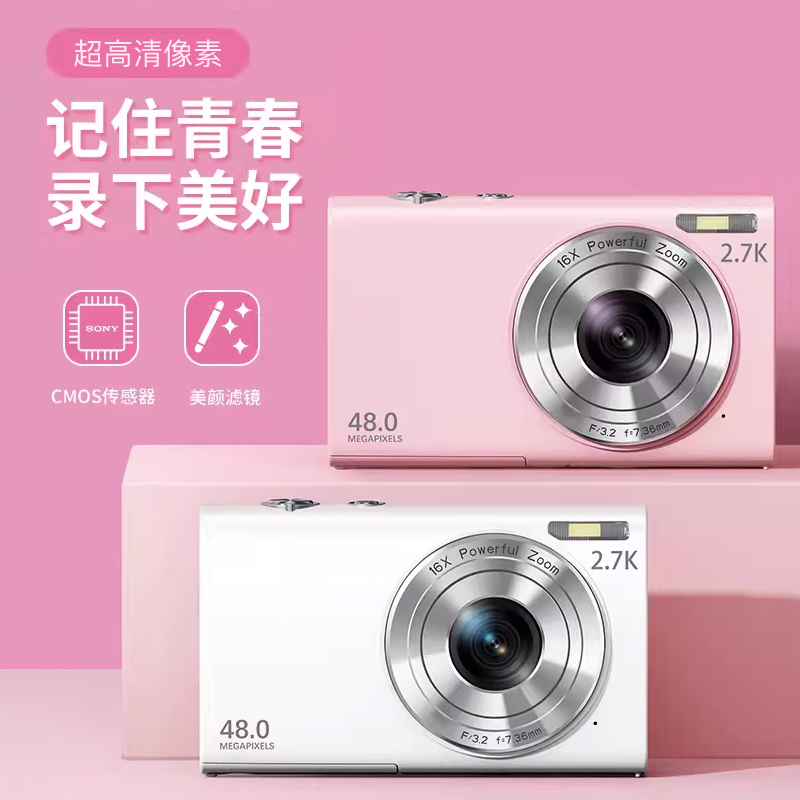 超高清像素
记住青春
录下美好
SONY
CMOS传感器
美颜滤镜
16X Powerful Zoom
2.7K
48.0
MEGAPIXELS
F/3.2 f=7.36mm
16X Powerful Zoom
2.7K
48.0
MEGAPIXELS
F/3.2 f=7.36mm